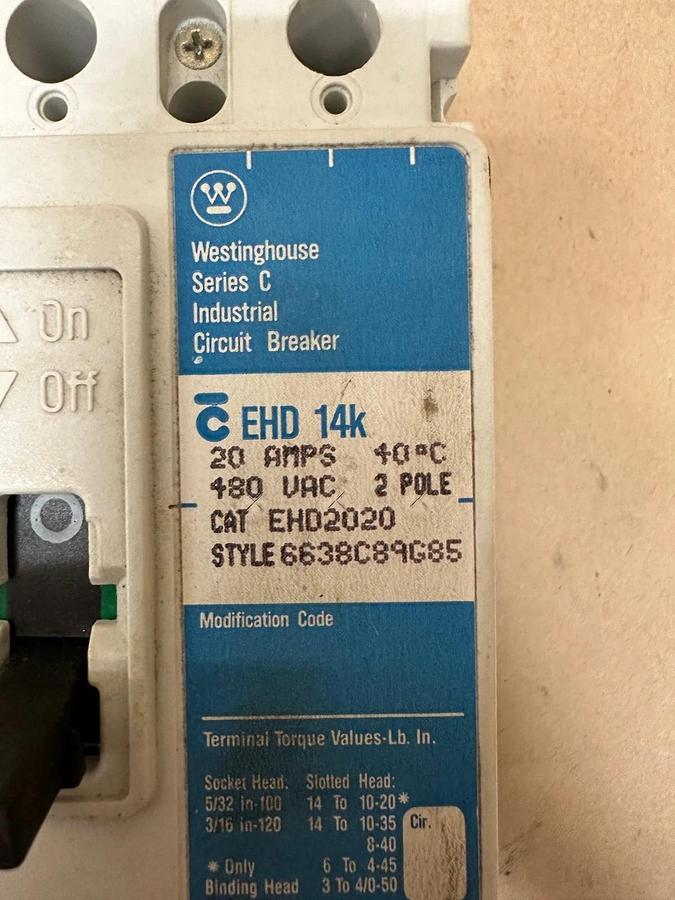 W
Westinghouse
Series C
Industrial
Circuit Breaker
On
Off
C EHD 14k
20 AMPS 40°C
480 VAC 2 POLE
CAT EHD2020
STYLE 6638C89G85
Modification Code
Terminal Torque Values-Lb. In.
Socket Head: Slotted Head:
5/32 in-100 14 To 10-20*
3/16 in-120 14 To 10-35
8-40
* Only 6 To 4-45
Binding Head 3 To 4/0-50
Cir.